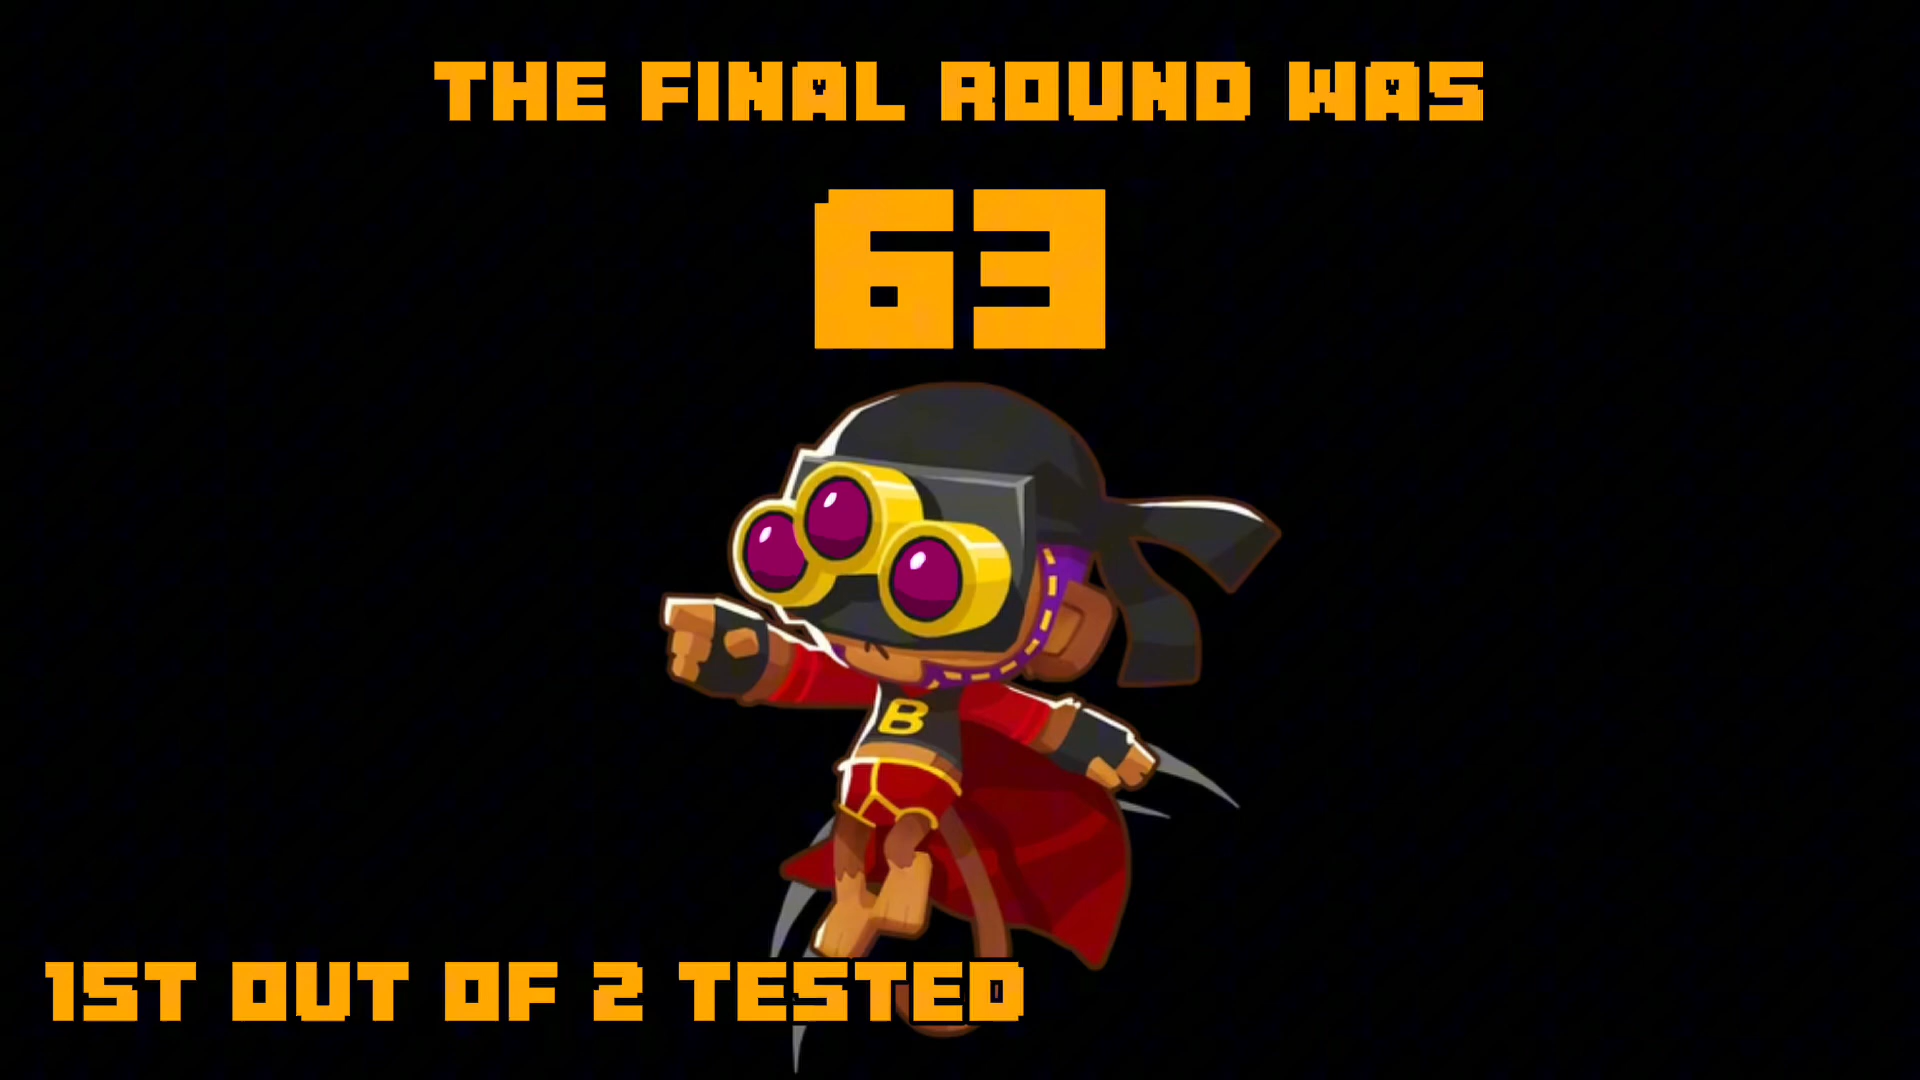 THE FINAL ROUND WAS
63
B
1ST OUT OF 2 TESTED